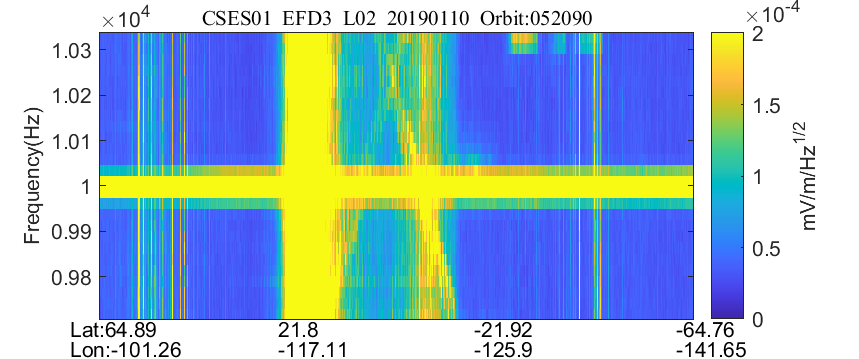 CSES01 EFD3 L02 20190110 Orbit:052090
×10⁴
×10⁻⁴
Frequency(Hz)
1.03
1.02
1.01
1
0.99
0.98
2
1.5
1
0.5
0
mV/m/Hz^1/2
Lat:64.89 21.8 -21.92 -64.76
Lon:-101.26 -117.11 -125.9 -141.65